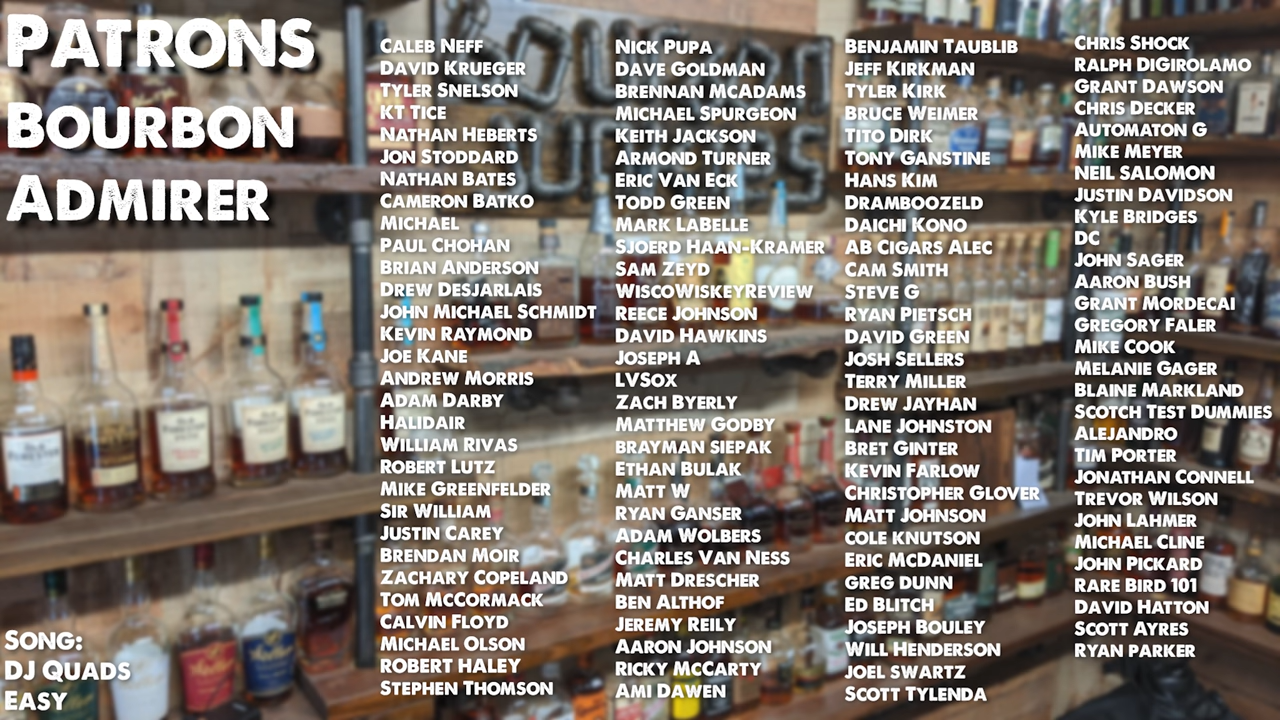 Patrons
Bourbon
Admirer
Caleb Neff
David Krueger
Tyler Snelson
KT Tice
Nathan Heberts
Jon Stoddard
Nathan Bates
Cameron Batko
Michael
Paul Chohan
Brian Anderson
Drew Desjarlais
John Michael Schmidt
Kevin Raymond
Joe Kane
Andrew Morris
Adam Darby
Halidair
William Rivas
Robert Lutz
Mike Greenfelder
Sir William
Justin Carey
Brendan Moir
Zachary Copeland
Tom McCormack
Calvin Floyd
Michael Olson
Robert Haley
Stephen Thomson
Nick Pupa
Dave Goldman
Brennan McAdams
Michael Spurgeon
Keith Jackson
Armond Turner
Eric Van Eck
Todd Green
Mark LaBelle
Sjoerd Haan-Kramer
Sam Zeyd
WiscoWiskeyReview
Reece Johnson
David Hawkins
Joseph A
LVSox
Zach Byerly
Matthew Godby
Brayman Siepak
Ethan Bulak
Matt W
Ryan Ganser
Adam Wolbers
Charles Van Ness
Matt Drescher
Ben Althof
Jeremy Reily
Aaron Johnson
Ricky McCarty
Ami Dawen
Benjamin Taublib
Jeff Kirkman
Tyler Kirk
Bruce Weimer
Tito Dirk
Tony Ganstine
Hans Kim
Dramboozeld
Daichi Kono
AB Cigars Alec
Cam Smith
Steve G
Ryan Pietsch
David Green
Josh Sellers
Terry Miller
Drew Jayhan
Lane Johnston
Bret Ginter
Kevin Farlow
Christopher Glover
Matt Johnson
cole Knutson
Eric McDaniel
greg dunn
Ed Blitch
Joseph Bouley
Will Henderson
Joel Swartz
Scott Tylenda
Chris Shock
Ralph DiGirolamo
Grant Dawson
Chris Decker
Automaton G
Mike Meyer
Neil Salomon
Justin Davidson
Kyle Bridges
DC
John Sager
Aaron Bush
Grant Mordecai
Gregory Faler
Mike Cook
Melanie Gager
Blaine Markland
Scotch Test Dummies
Alejandro
Tim Porter
Jonathan Connell
Trevor Wilson
John Lahmer
Michael Cline
John Pickard
Rare Bird 101
David Hatton
Scott Ayres
Ryan Parker
Song:
DJ Quads
Easy